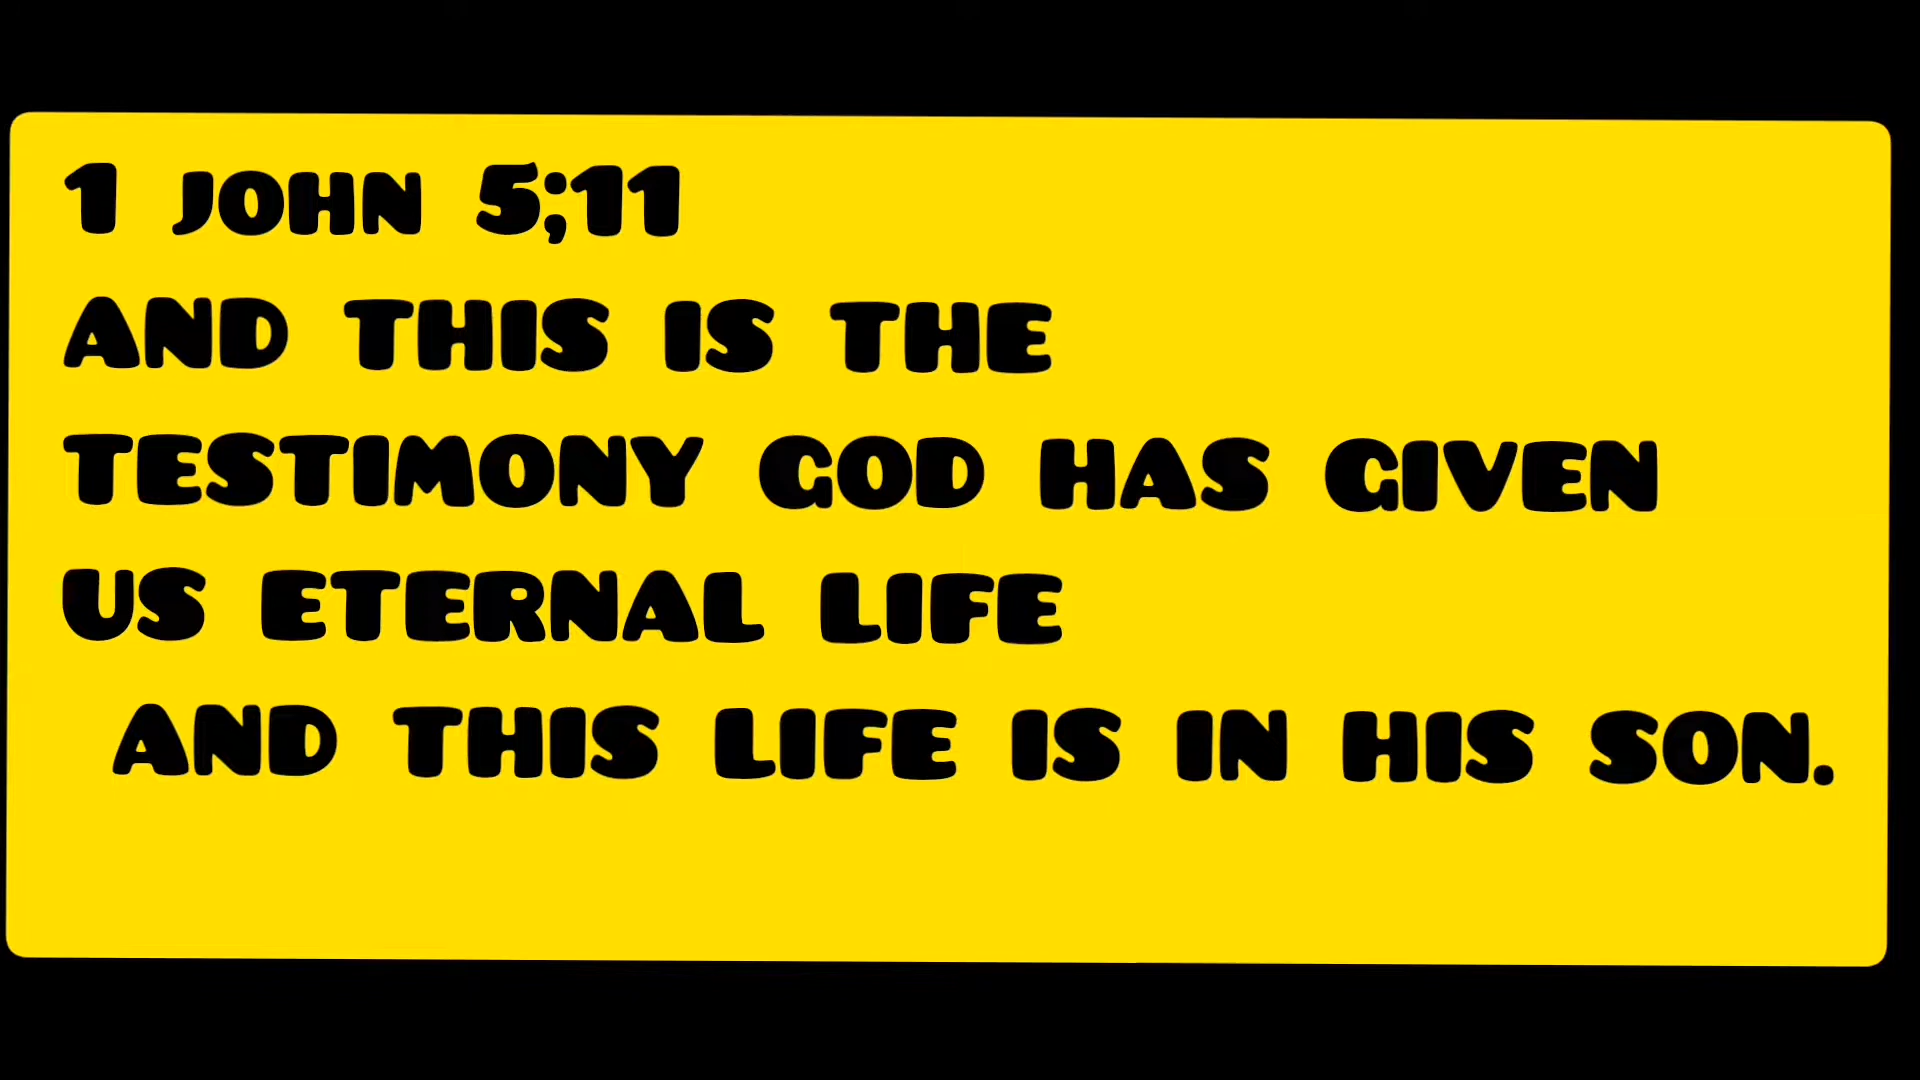 1 JOHN 5;11
AND THIS IS THE
TESTIMONY GOD HAS GIVEN
US ETERNAL LIFE
AND THIS LIFE IS IN HIS SON.